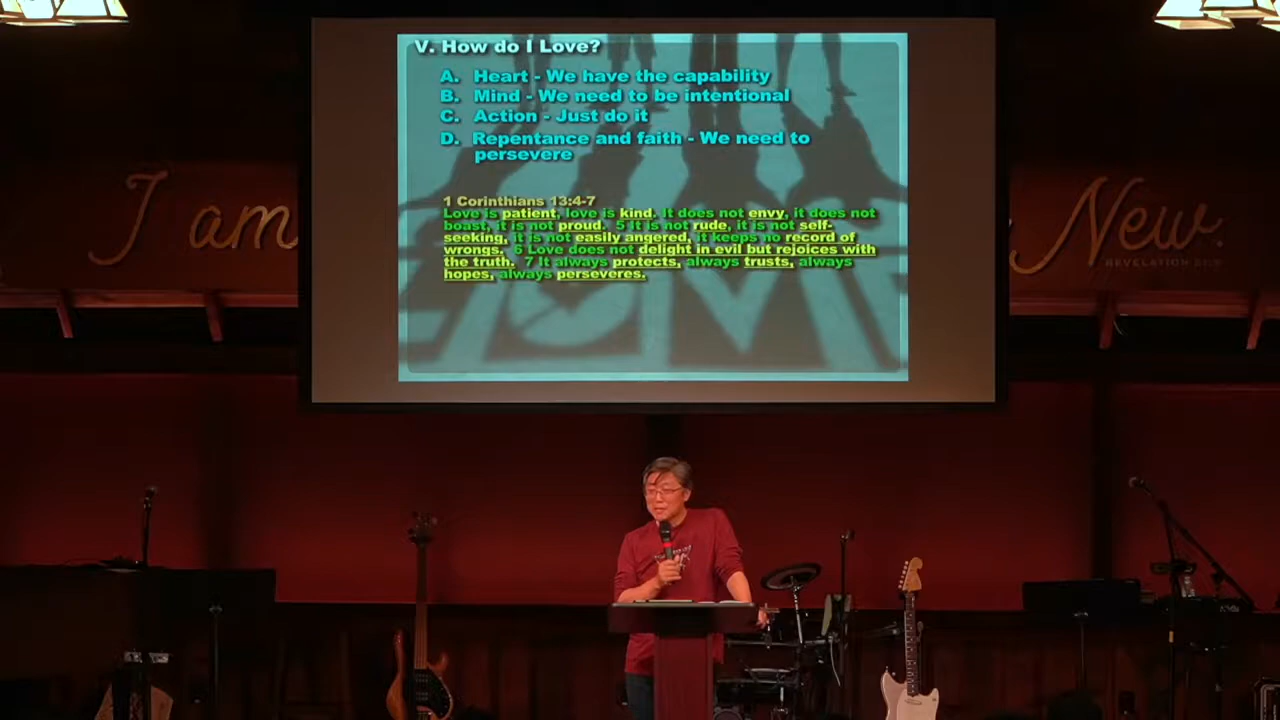 V. How do I Love?
A. Heart - We have the capability
B. Mind - We need to be intentional
C. Action - Just do it
D. Repentance and faith - We need to
persevere
1 Corinthians 13:4-7
Love is patient, love is kind. It does not envy, it does not
boast, it is not proud. 5 It is not rude, it is not self-
seeking, it is not easily angered, it keeps no record of
wrongs. 6 Love does not delight in evil but rejoices with
the truth. 7 It always protects, always trusts, always
hopes, always perseveres.
I am
New.
REVELATION